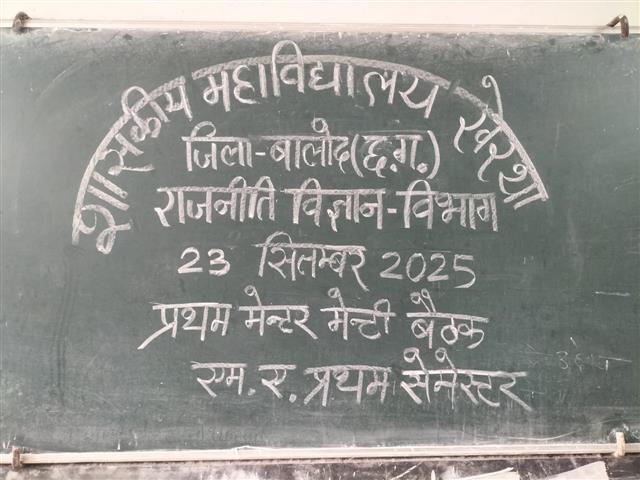 शासकीय महाविद्यालय खेरथा
जिला-बालोद(छ.ग.)
राजनीति विज्ञान-विभाग
23 सितम्बर 2025
प्रथम मेन्टर मेन्टी बैठक
एम. ए. प्रथम सेमेस्टर